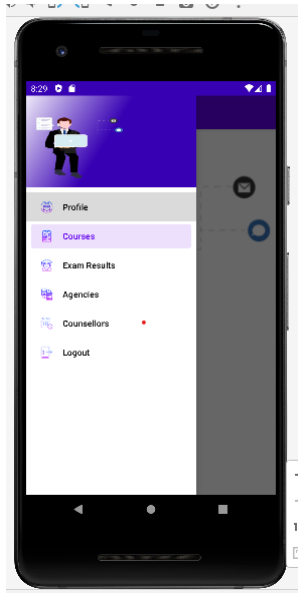 8:29
Profile
Courses
Exam Results
Agencies
Counsellors
Logout